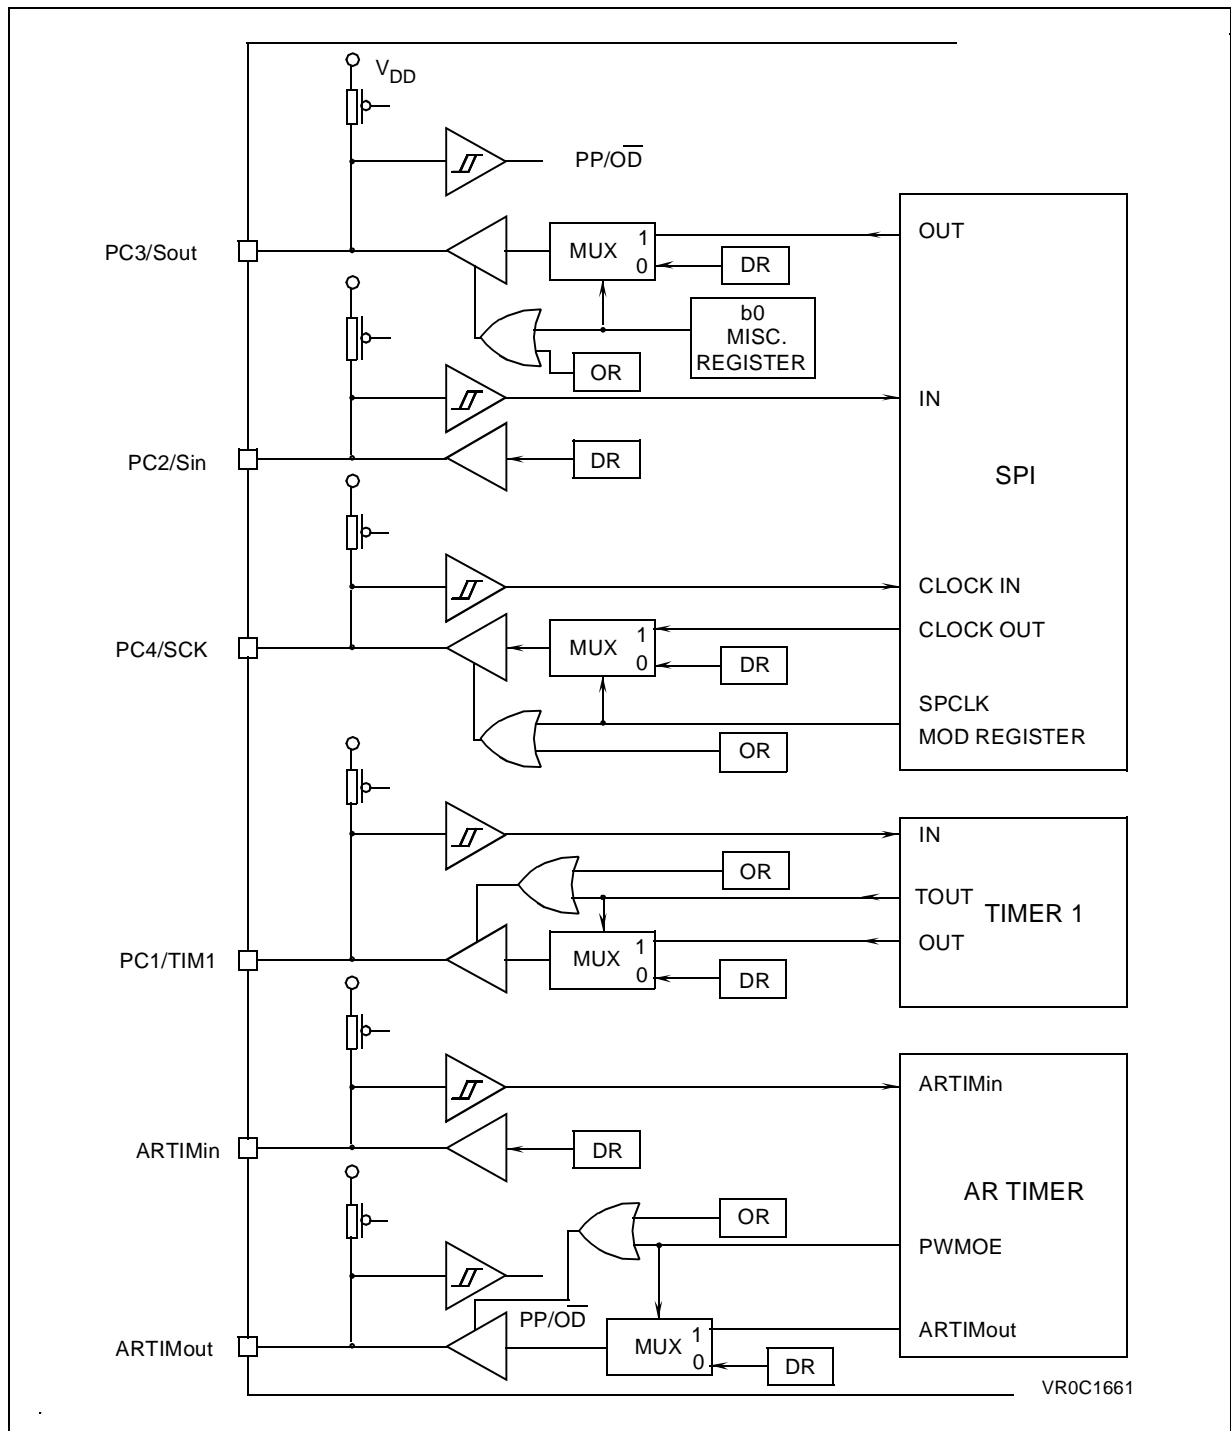 V DD
PP/OD
PC3/Sout
MUX
1
0
OUT
DR
b0
MISC.
REGISTER
OR
IN
PC2/Sin
DR
SPI
CLOCK IN
PC4/SCK
MUX
1
0
CLOCK OUT
DR
SPCLK
MOD REGISTER
OR
IN
OR
TOUT
TIMER 1
PC1/TIM1
MUX
1
0
OUT
DR
ARTIMin
ARTIMin
DR
AR TIMER
OR
PWMOE
PP/OD
ARTIMout
MUX
1
0
ARTIMout
DR
VR0C1661